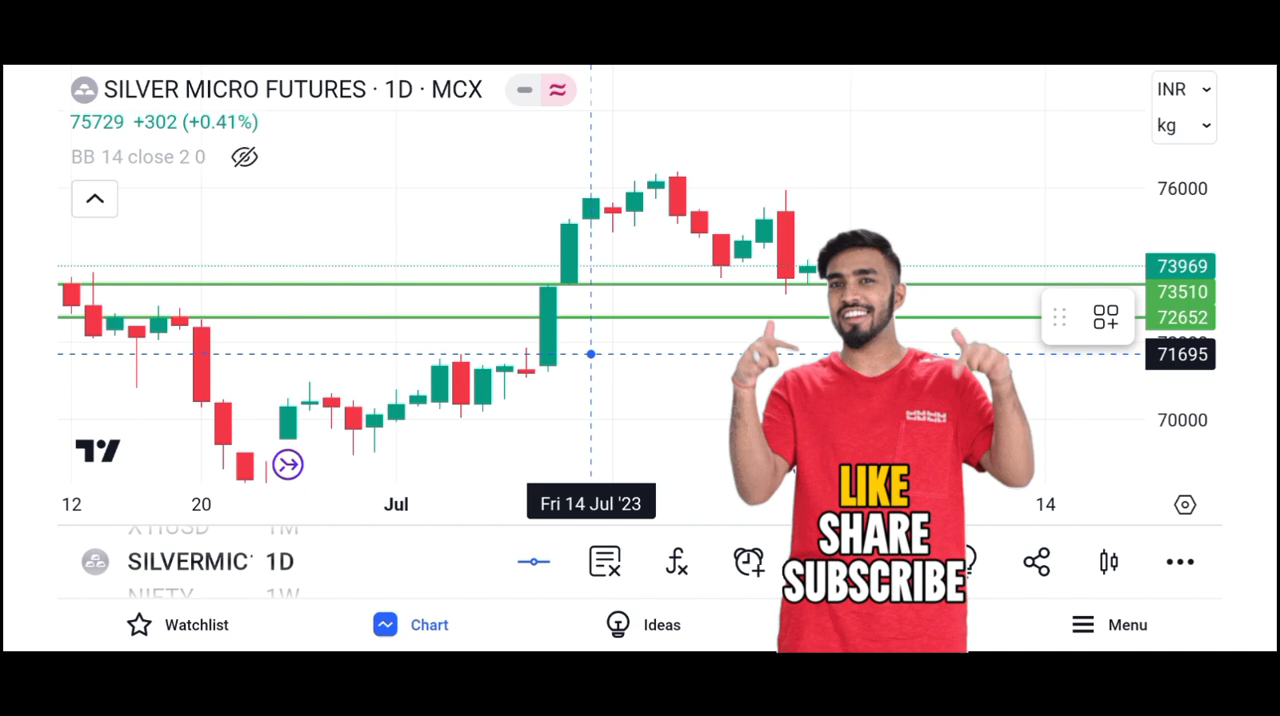 SILVER MICRO FUTURES · 1D · MCX
75729 +302 (+0.41%)
BB 14 close 2 0
INR
kg
76000
73969
73510
72652
71695
70000
12 20 Jul Fri 14 Jul '23 14
SILVERMIC 1D
NIFTY 1W
Watchlist Chart Ideas Menu
LIKE
SHARE
SUBSCRIBE